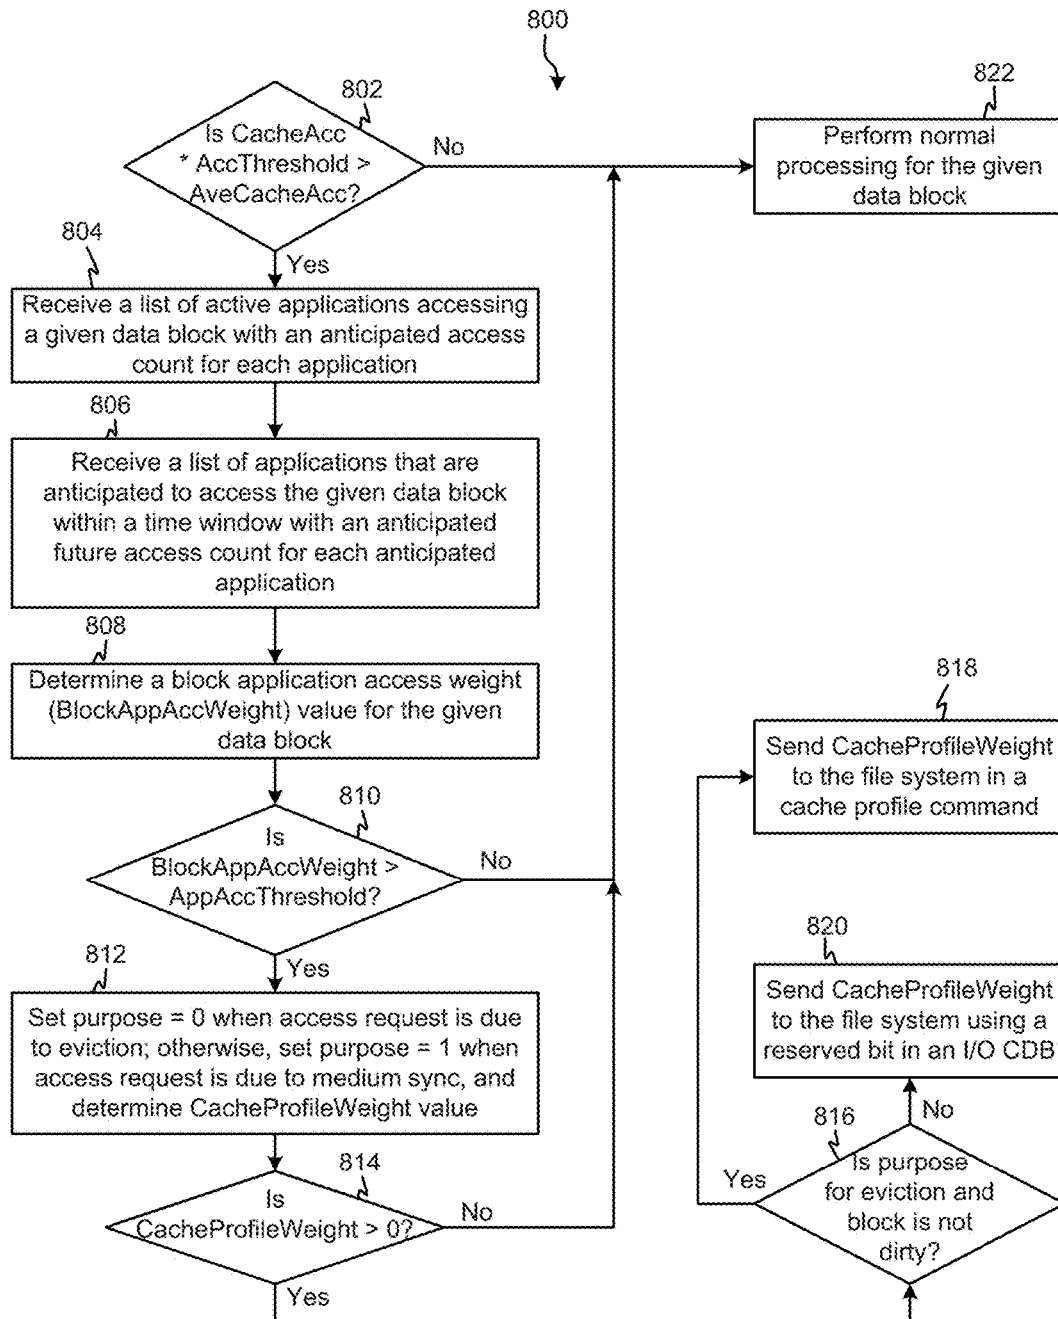 800
802
Is CacheAcc
* AccThreshold >
AveCacheAcc?
No
822
Perform normal
processing for the given
data block
Yes
804
Receive a list of active applications accessing
a given data block with an anticipated access
count for each application
806
Receive a list of applications that are
anticipated to access the given data block
within a time window with an anticipated
future access count for each anticipated
application
808
Determine a block application access weight
(BlockAppAccWeight) value for the given
data block
810
Is
BlockAppAccWeight >
AppAccThreshold?
No
Yes
812
Set purpose = 0 when access request is due
to eviction; otherwise, set purpose = 1 when
access request is due to medium sync, and
determine CacheProfileWeight value
814
Is
CacheProfileWeight > 0?
No
Yes
818
Send CacheProfileWeight
to the file system in a
cache profile command
820
Send CacheProfileWeight
to the file system using a
reserved bit in an I/O CDB
No
816
Yes
Is purpose
for eviction and
block is not
dirty?